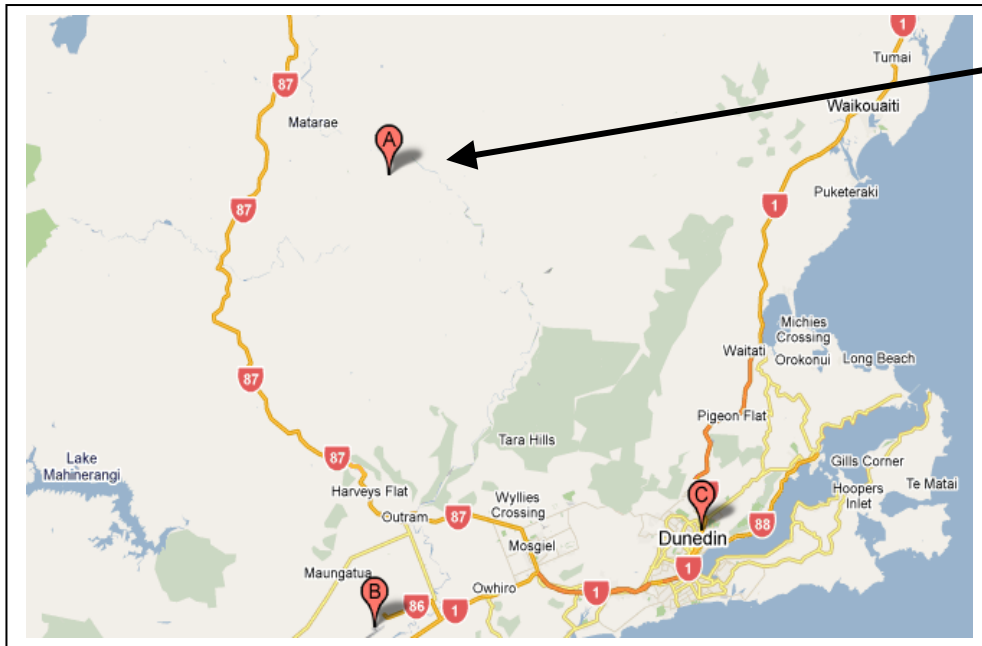 1
Tumai
87
Waikouaiti
Matarae
A
Puketeraki
87
1
Michies
Crossing
Waitati
Orokonui
Long Beach
87
Pigeon Flat
Tara Hills
Lake
Mahinerangi
87
Gills Corner
Harveys Flat
Wyllies
Crossing
C
Hoopers
Inlet
Te Matai
Outram
87
88
Dunedin
Mosgiel
1
Maungatua
Owhiro
B
86
1
1